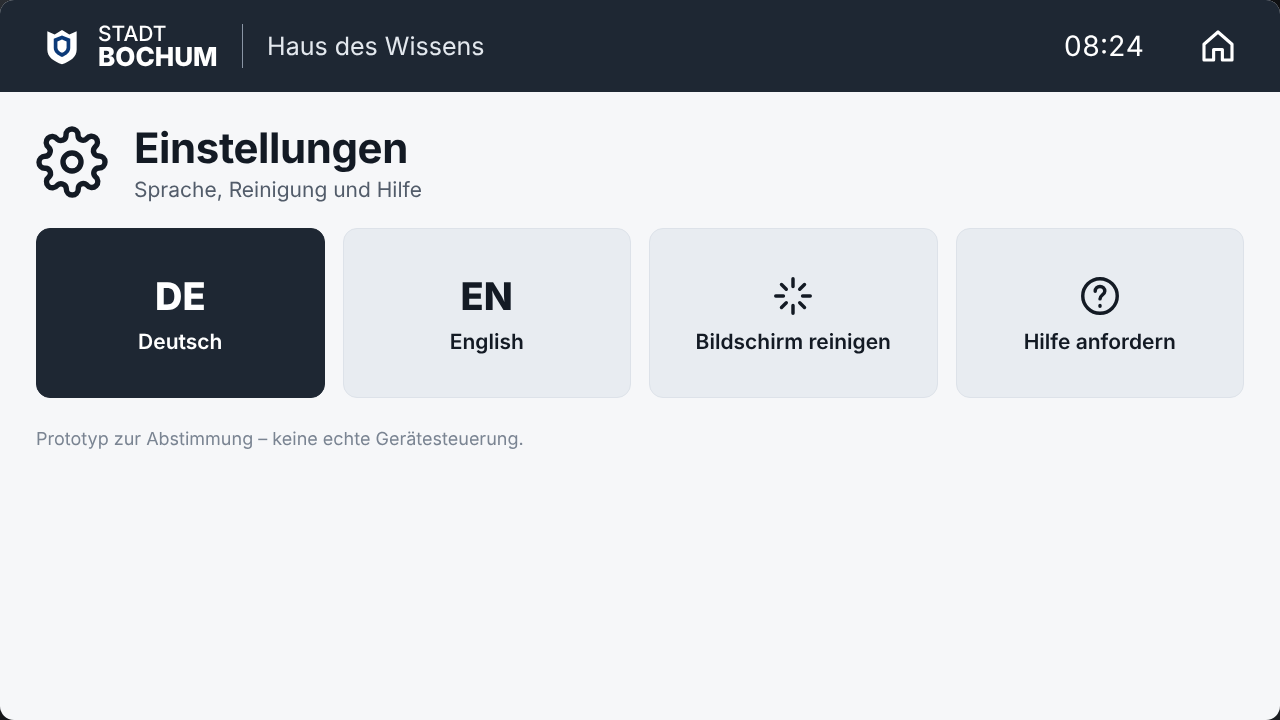 STADT
BOCHUM
Haus des Wissens
08:24
Einstellungen
Sprache, Reinigung und Hilfe
DE
Deutsch
EN
English
Bildschirm reinigen
Hilfe anfordern
Prototyp zur Abstimmung – keine echte Gerätesteuerung.